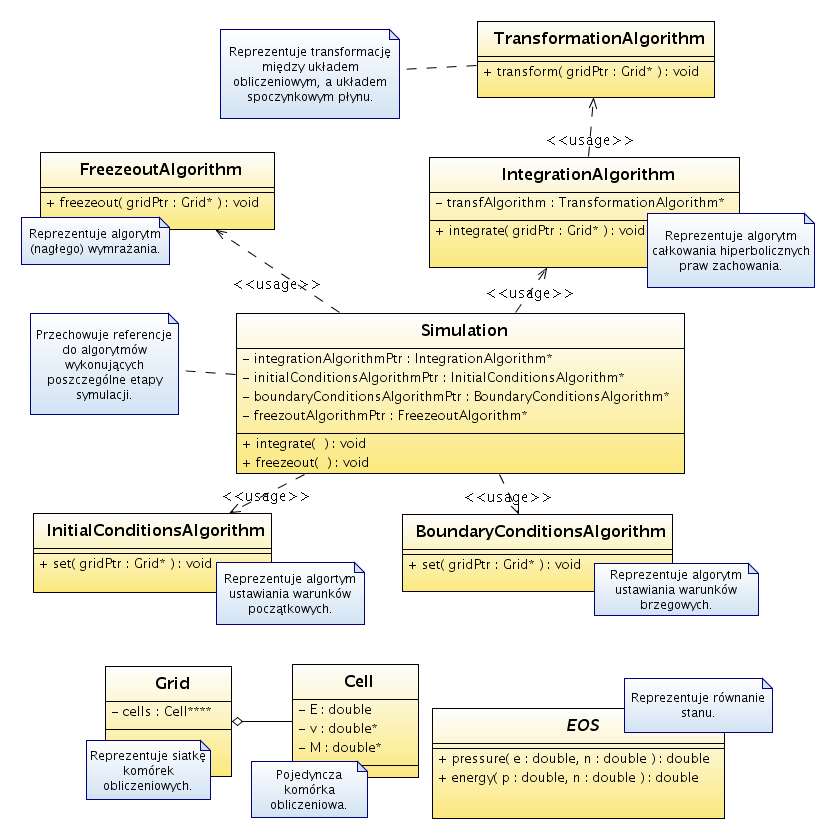 TransformationAlgorithm
+ transform( gridPtr : Grid* ) : void
Reprezentuje transformację
między układem
obliczeniowym, a układem
spoczynkowym płynu.
<<usage>>
FreezeoutAlgorithm
+ freezeout( gridPtr : Grid* ) : void
Reprezentuje algorytm
(nagłego) wymrażania.
IntegrationAlgorithm
- transfAlgorithm : TransformationAlgorithm*
+ integrate( gridPtr : Grid* ) : void
Reprezentuje algorytm
całkowania hiperbolicznych
praw zachowania.
<<usage>>
<<usage>>
Przechowuje referencje
do algorytmów
wykonujących
poszczególne etapy
symulacji.
Simulation
- integrationAlgorithmPtr : IntegrationAlgorithm*
- initialConditionsAlgorithmPtr : InitialConditionsAlgorithm*
- boundaryConditionsAlgorithmPtr : BoundaryConditionsAlgorithm*
- freezoutAlgorithmPtr : FreezeoutAlgorithm*
+ integrate(  ) : void
+ freezeout(  ) : void
<<usage>>
<<usage>>
InitialConditionsAlgorithm
+ set( gridPtr : Grid* ) : void
Reprezentuje algortym
ustawiania warunków
początkowych.
BoundaryConditionsAlgorithm
+ set( gridPtr : Grid* ) : void
Reprezentuje algorytm
ustawiania warunków
brzegowych.
Grid
- cells : Cell****
Reprezentuje siatkę
komórek
obliczeniowych.
Cell
- E : double
- v : double*
- M : double*
Pojedyncza
komórka
obliczeniowa.
EOS
Reprezentuje równanie
stanu.
+ pressure( e : double, n : double ) : double
+ energy( p : double, n : double ) : double